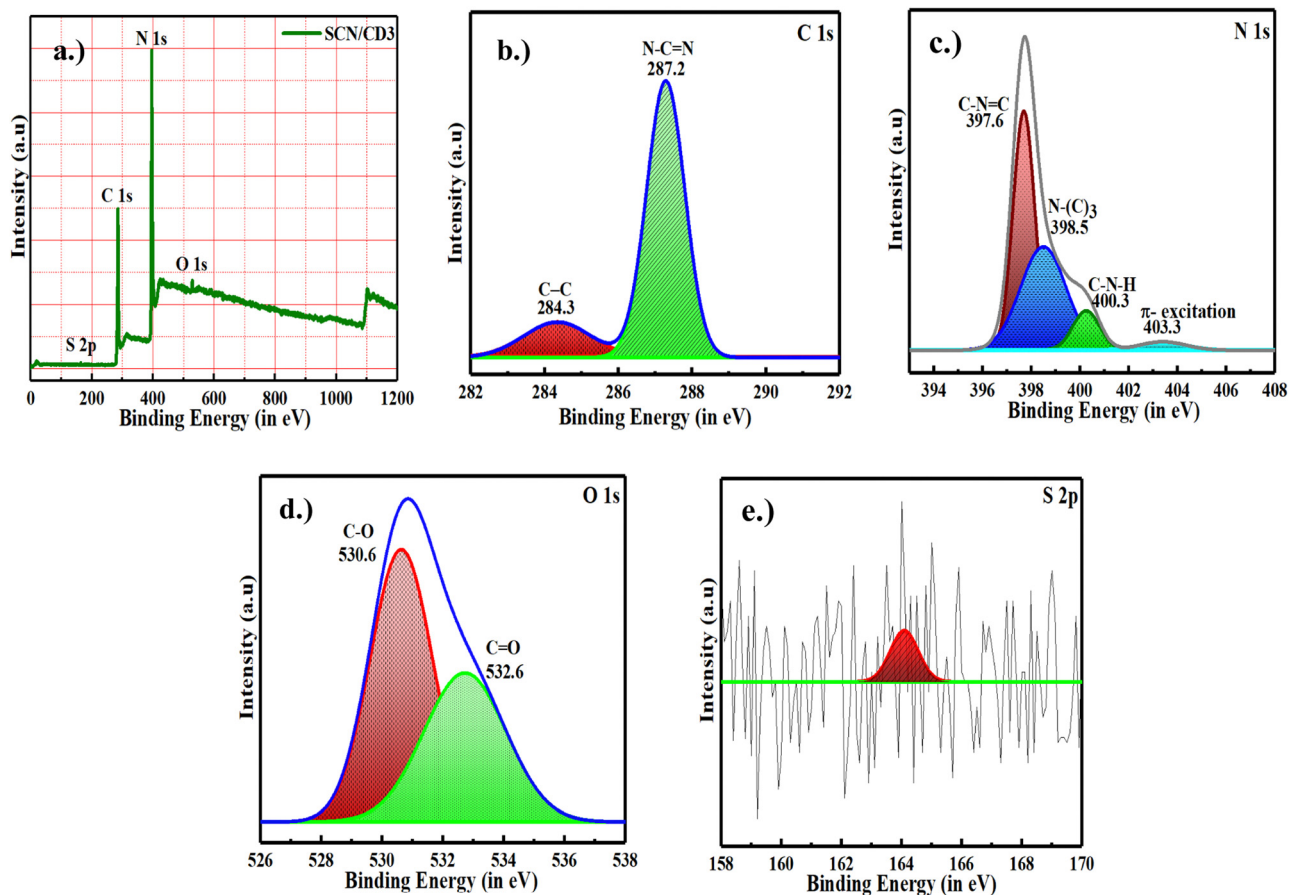 a.)
N 1s
SCN/CD3
C 1s
O 1s
S 2p
Intensity (a.u)
0 200 400 600 800 1000 1200
Binding Energy (in eV)
b.)
C 1s
N-C=N
287.2
C–C
284.3
Intensity (a.u)
282 284 286 288 290 292
Binding Energy (in eV)
c.)
N 1s
C-N=C
397.6
N-(C)3
398.5
C-N-H
400.3
π- excitation
403.3
Intensity (a.u)
394 396 398 400 402 404 406 408
Binding Energy (in eV)
d.)
O 1s
C-O
530.6
C=O
532.6
Intensity (a.u)
526 528 530 532 534 536 538
Binding Energy (in eV)
e.)
S 2p
Intensity (a.u)
158 160 162 164 166 168 170
Binding Energy (in eV)